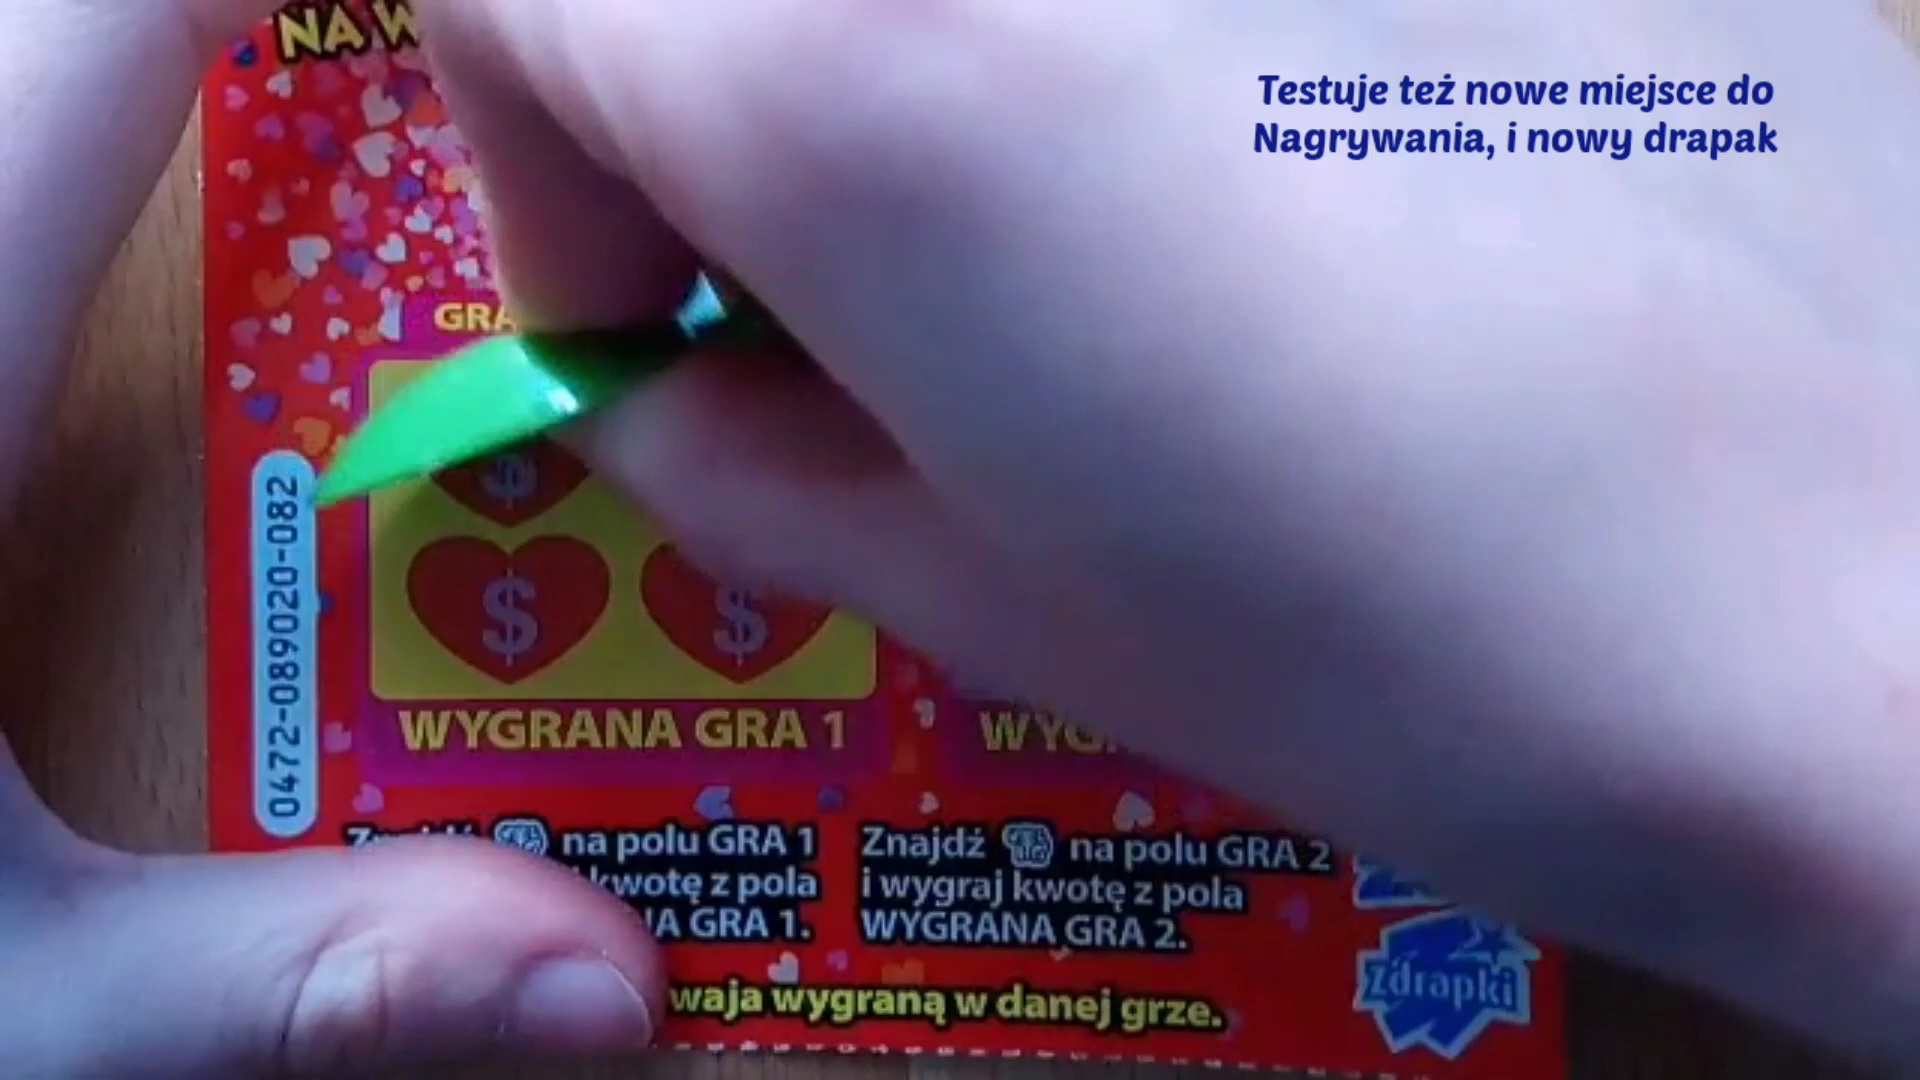 NA W
Testuje też nowe miejsce do
Nagrywania, i nowy drapak
GRA
$
$ $
0472-089020-082
WYGRANA GRA 1
WYG
na polu GRA 1
kwotę z pola
GRA 1.
Znajdź na polu GRA 2
i wygraj kwotę z pola
WYGRANA GRA 2.
waja wygraną w danej grze.
Zdrapki